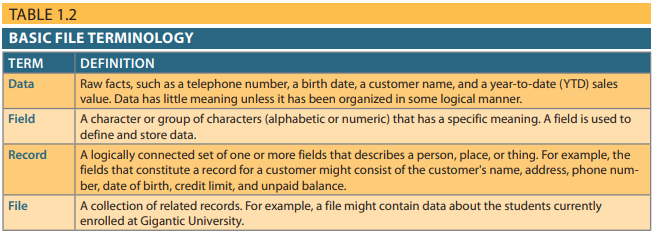 TABLE 1.2
BASIC FILE TERMINOLOGY
TERM DEFINITION
Data Raw facts, such as a telephone number, a birth date, a customer name, and a year-to-date (YTD) sales
value. Data has little meaning unless it has been organized in some logical manner.
Field A character or group of characters (alphabetic or numeric) that has a specific meaning. A field is used to
define and store data.
Record A logically connected set of one or more fields that describes a person, place, or thing. For example, the
fields that constitute a record for a customer might consist of the customer's name, address, phone num-
ber, date of birth, credit limit, and unpaid balance.
File A collection of related records. For example, a file might contain data about the students currently
enrolled at Gigantic University.